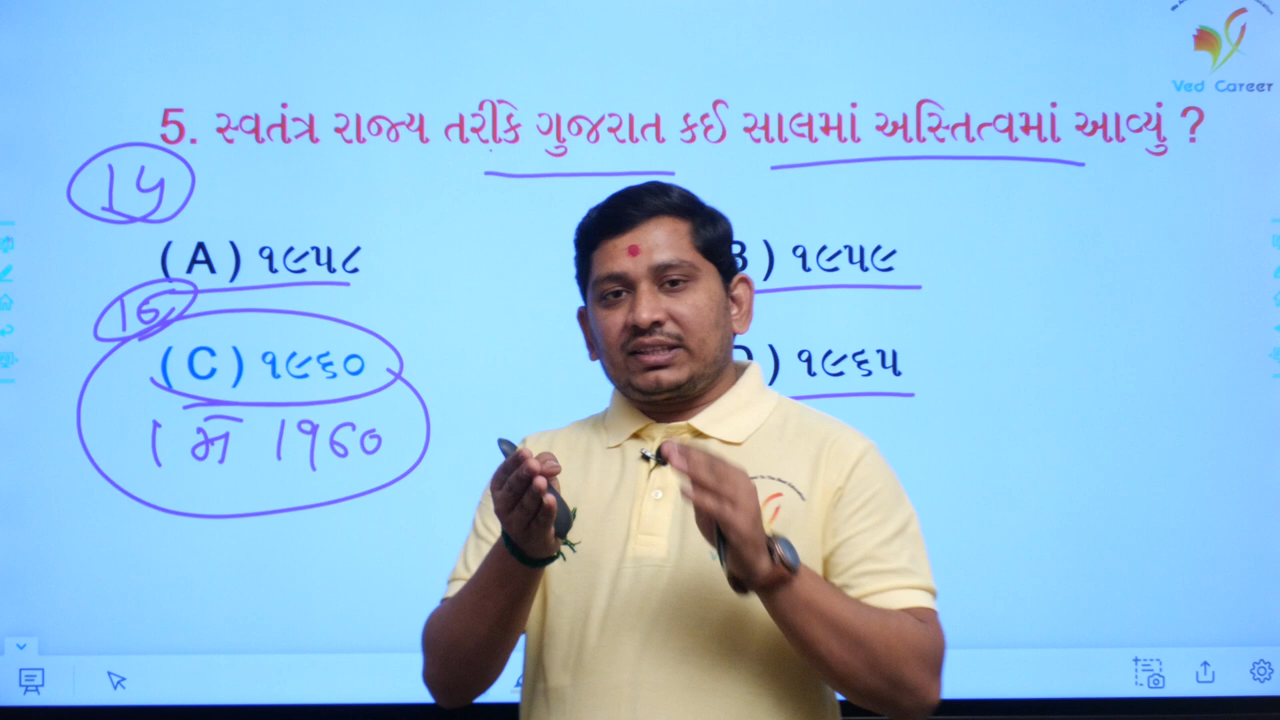 Ved Career
5. સ્વતંત્ર રાજ્ય તરીકે ગુજરાત કઈ સાલમાં અસ્તિત્વમાં આવ્યું ?
15
(A) ૧૯૫૮
B) ૧૯૫૯
16
(C) ૧૯૬૦
) ૧૯૬૫
1 મે 1960